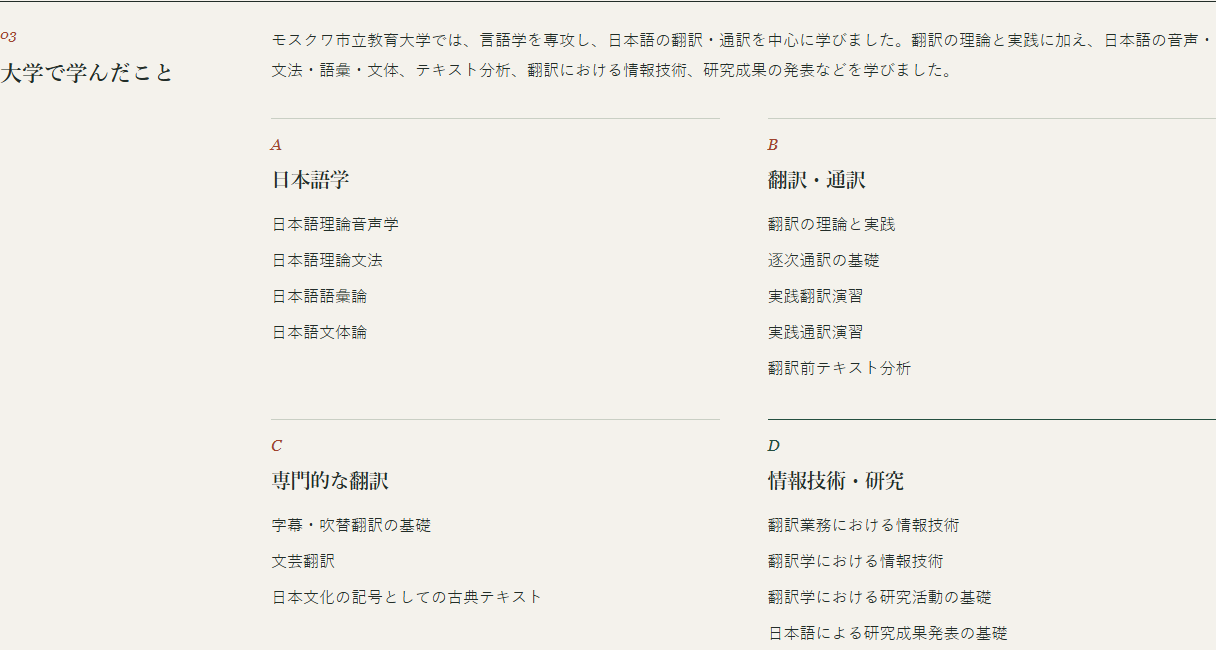 03
大学で学んだこと
モスクワ市立教育大学では、言語学を専攻し、日本語の翻訳・通訳を中心に学びました。翻訳の理論と実践に加え、日本語の音声・
文法・語彙・文体、テキスト分析、翻訳における情報技術、研究成果の発表などを学びました。
A
日本語学
日本語理論音声学
日本語理論文法
日本語語彙論
日本語文体論
B
翻訳・通訳
翻訳の理論と実践
逐次通訳の基礎
実践翻訳演習
実践通訳演習
翻訳前テキスト分析
C
専門的な翻訳
字幕・吹替翻訳の基礎
文芸翻訳
日本文化の記号としての古典テキスト
D
情報技術・研究
翻訳業務における情報技術
翻訳学における情報技術
翻訳学における研究活動の基礎
日本語による研究成果発表の基礎